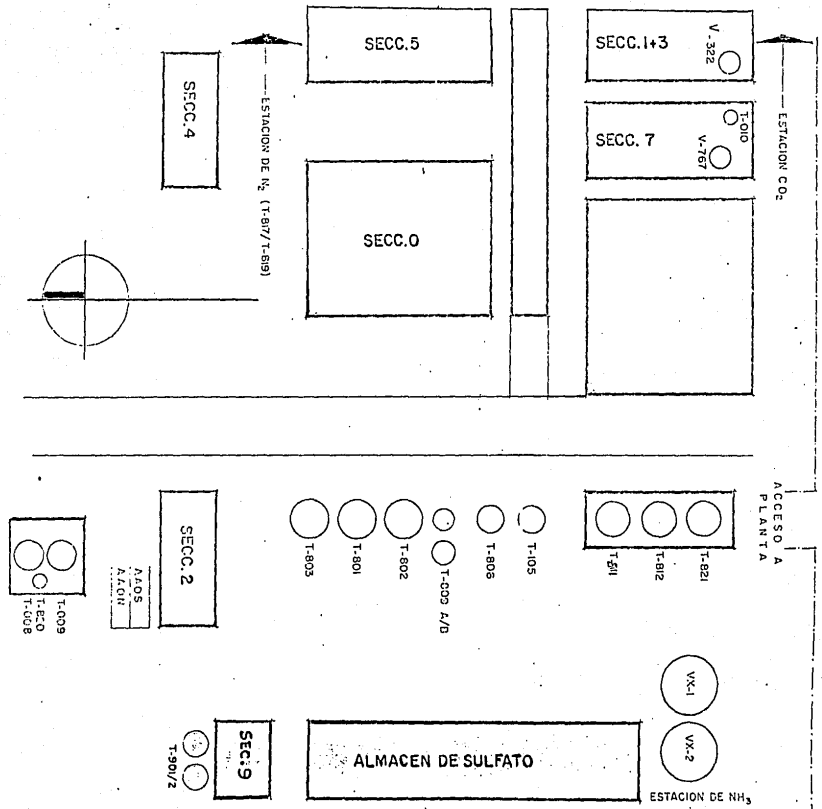 SECC.5
SECC.1+3
V-322
SECC.4
ESTACION DE N₂ (T-817/T-819)
ESTACION CO₂
T-010
V-767
SECC.7
SECC.0
ACCESO A
PLANTA
SECC.2
T-803
T-801
T-802
A/B
T-806
T-105
T-812
T-821
T-009
T-008
VX-1
VX-2
T-901/2
SEC.9
ALMACEN DE SULFATO
ESTACION DE NH₃